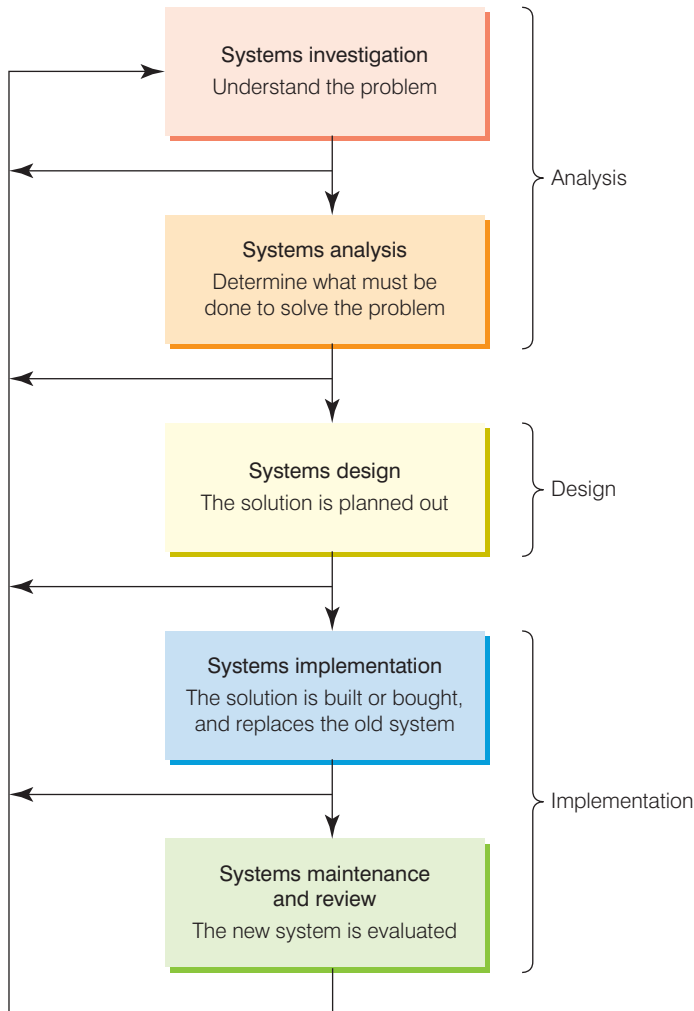 Systems investigation
Understand the problem
Analysis
Systems analysis
Determine what must be
done to solve the problem
Systems design
The solution is planned out
Design
Systems implementation
The solution is built or bought,
and replaces the old system
Implementation
Systems maintenance
and review
The new system is evaluated